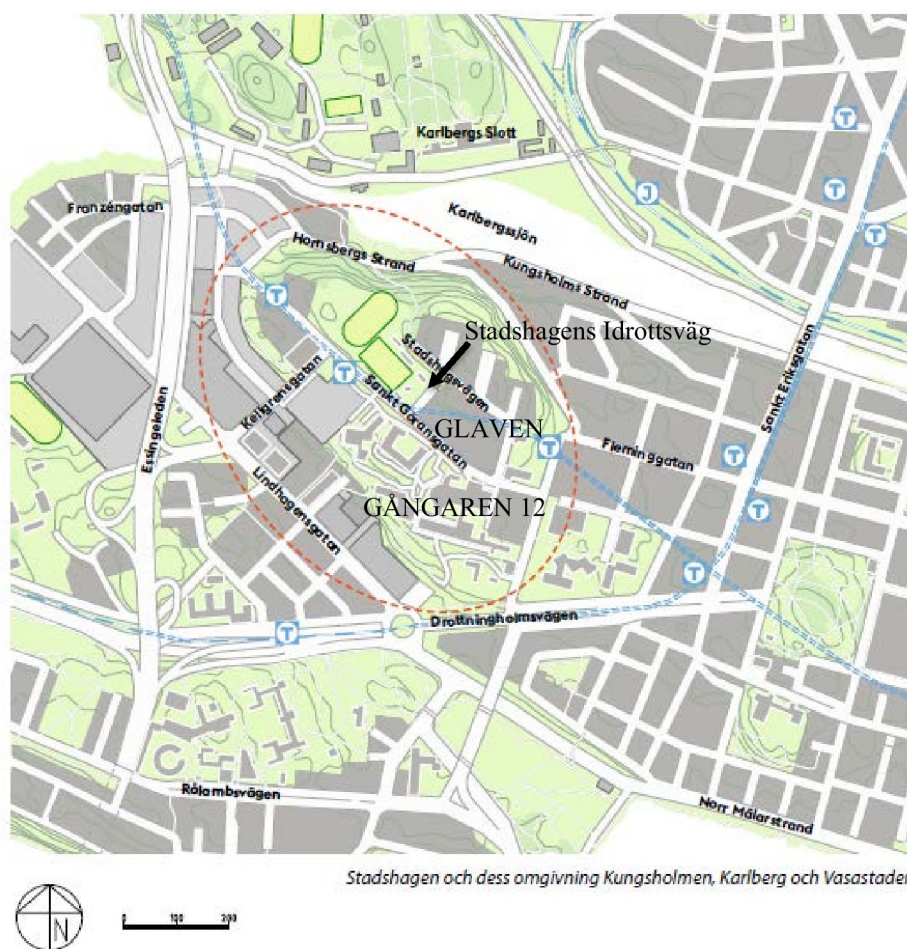 Karlbergs Slott
T
J
T
Franzéngatan
Karlbergssjön
T
Hornsbergs Strand
Kungsholms Strand
T
Stadshagens Idrottsväg
Stadshagsvägen
T
Kellgrensgatan
Sankt Göransgatan
Sankt Eriksgatan
Essingeleden
GLAVEN
T
Fleminggatan
T
Lindhagensgatan
GÅNGAREN 12
T
T
T
Drottningholmsvägen
Rålambsvägen
Norr Mälarstrand
Stadshagen och dess omgivning Kungsholmen, Karlberg och Vasastaden
N
0 100 200